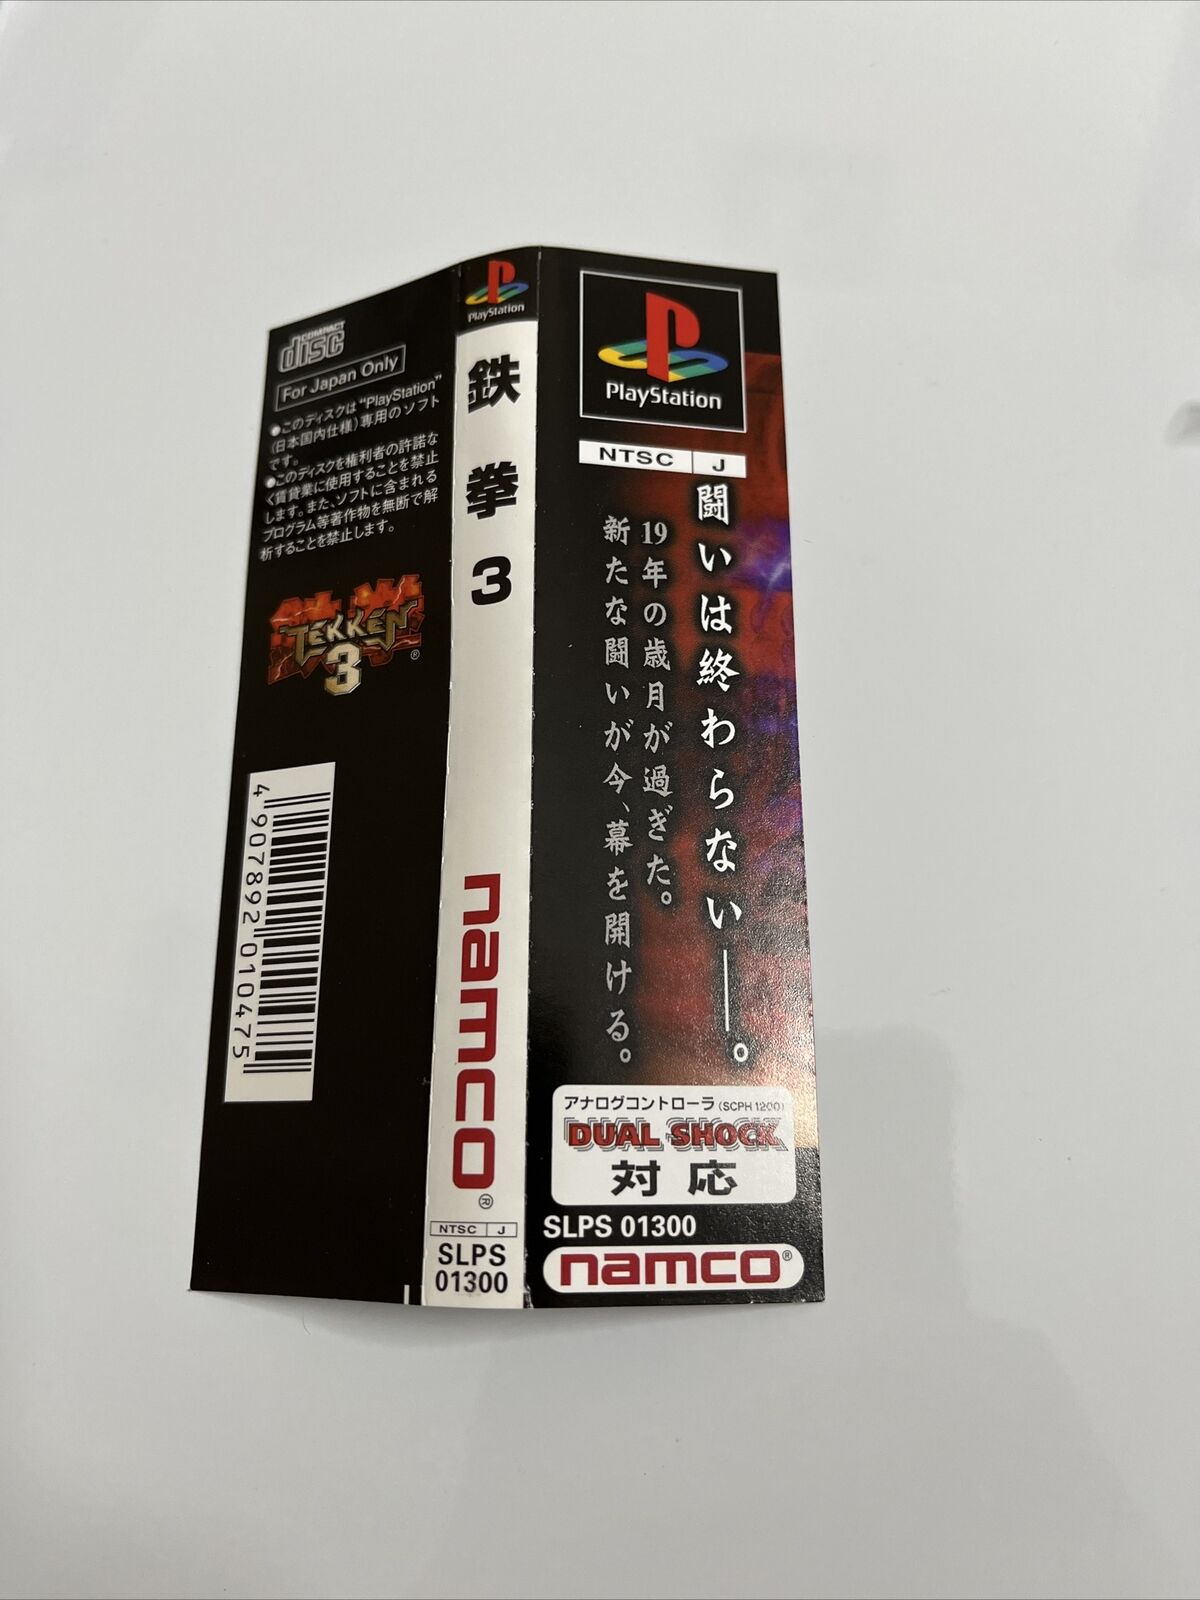 COMPACT
disc
For Japan Only
●このディスクは"PlayStation"
(日本国内仕様)専用のソフト
です。
●このディスクを権利者の許諾な
く賃貸業に使用することを禁止
します。また、ソフトに含まれる
プログラム等著作物を無断で解
析することを禁止します。
鉄拳
TEKKEN
3
®
4 907892 010475
PlayStation
鉄拳3
namco
®
NTSC J
SLPS
01300
PlayStation
NTSC J
闘いは終わらない──。
19年の歳月が過ぎた。
新たな闘いが今、幕を開ける。
アナログコントローラ(SCPH 1200)
DUAL SHOCK
対応
SLPS 01300
namco®